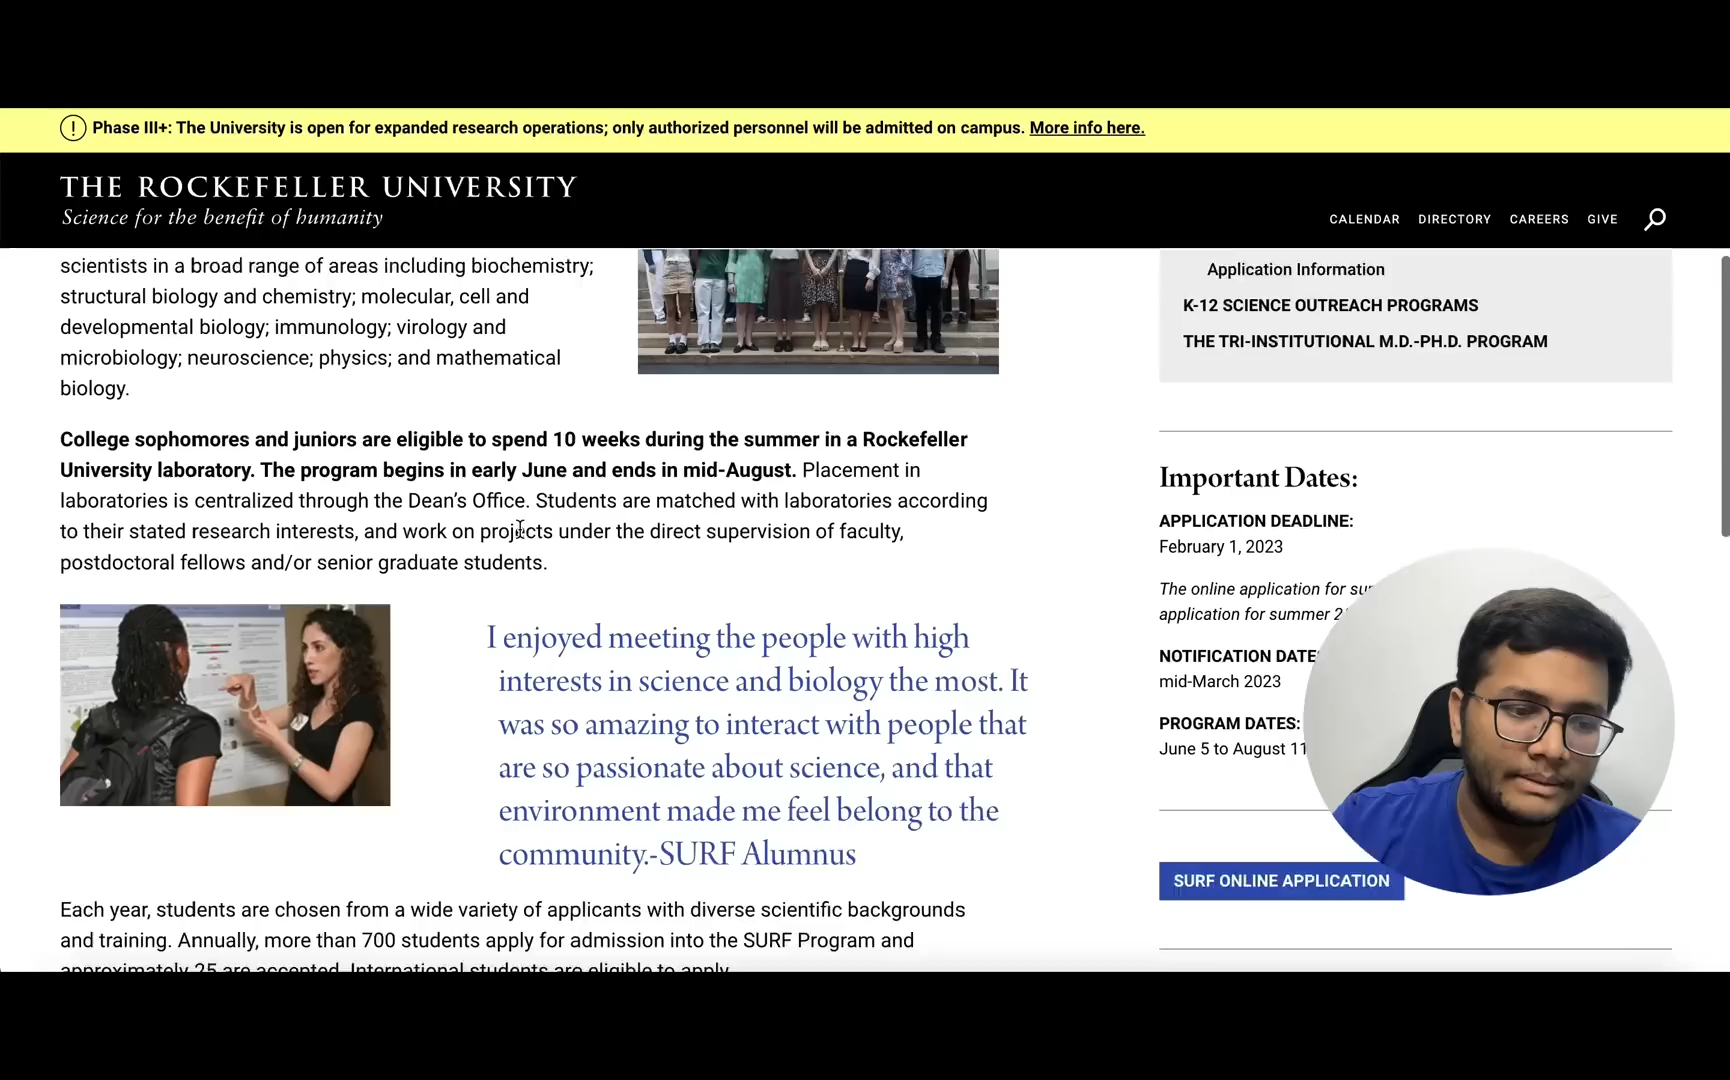 Phase III+: The University is open for expanded research operations; only authorized personnel will be admitted on campus. More info here.
THE ROCKEFELLER UNIVERSITY
Science for the benefit of humanity
CALENDAR DIRECTORY CAREERS GIVE
scientists in a broad range of areas including biochemistry;
structural biology and chemistry; molecular, cell and
developmental biology; immunology; virology and
microbiology; neuroscience; physics; and mathematical
biology.
College sophomores and juniors are eligible to spend 10 weeks during the summer in a Rockefeller
University laboratory. The program begins in early June and ends in mid-August. Placement in
laboratories is centralized through the Dean's Office. Students are matched with laboratories according
to their stated research interests, and work on projects under the direct supervision of faculty,
postdoctoral fellows and/or senior graduate students.
I enjoyed meeting the people with high
interests in science and biology the most. It
was so amazing to interact with people that
are so passionate about science, and that
environment made me feel belong to the
community.-SURF Alumnus
Each year, students are chosen from a wide variety of applicants with diverse scientific backgrounds
and training. Annually, more than 700 students apply for admission into the SURF Program and
approximately 25 are accepted. International students are eligible to apply.
Application Information
K-12 SCIENCE OUTREACH PROGRAMS
THE TRI-INSTITUTIONAL M.D.-PH.D. PROGRAM
Important Dates:
APPLICATION DEADLINE:
February 1, 2023
The online application for
application for summer
NOTIFICATION DATE
mid-March 2023
PROGRAM DATES:
June 5 to August 11
SURF ONLINE APPLICATION